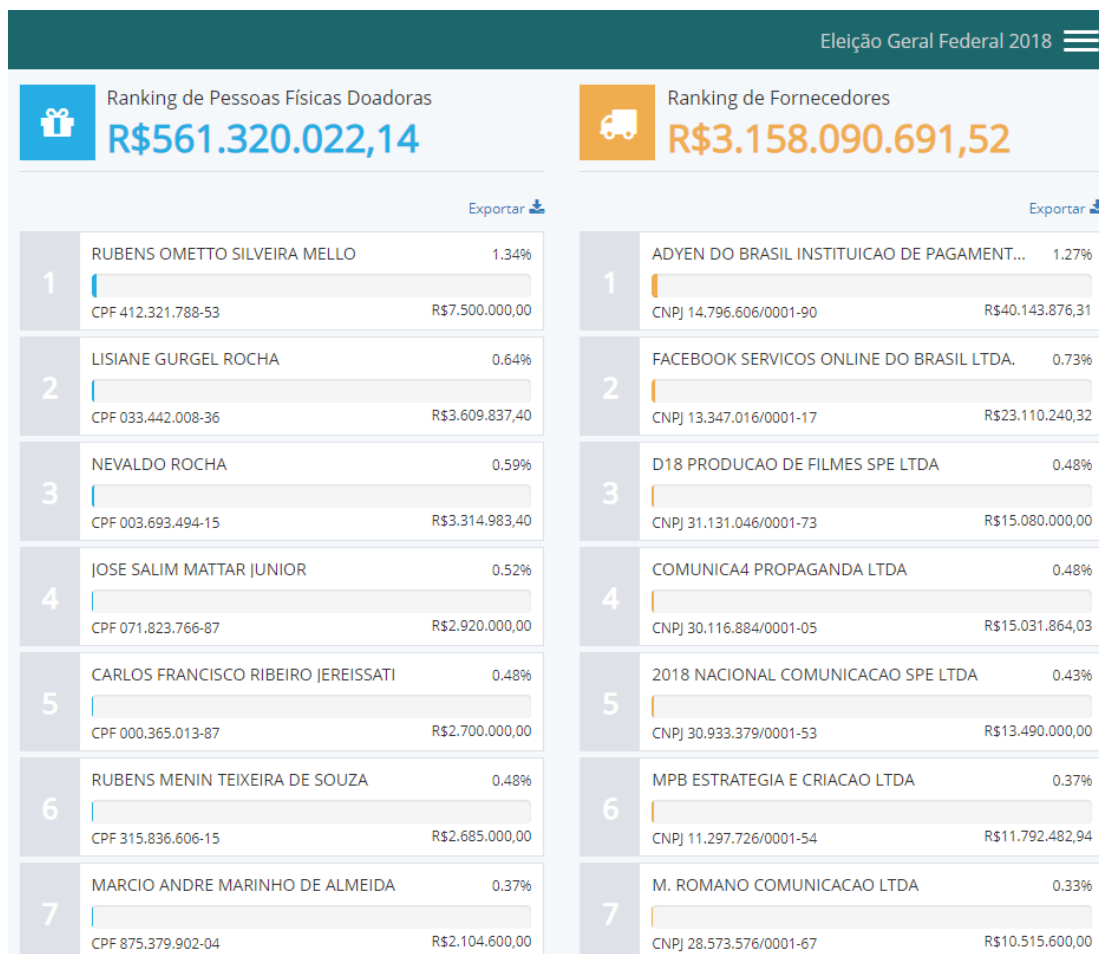 Eleição Geral Federal 2018
Ranking de Pessoas Físicas Doadoras
R$561.320.022,14
Exportar
1
RUBENS OMETTO SILVEIRA MELLO 1.34%
CPF 412.321.788-53 R$7.500.000,00
2
LISIANE GURGEL ROCHA 0.64%
CPF 033.442.008-36 R$3.609.837,40
3
NEVALDO ROCHA 0.59%
CPF 003.693.494-15 R$3.314.983,40
4
JOSE SALIM MATTAR JUNIOR 0.52%
CPF 071.823.766-87 R$2.920.000,00
5
CARLOS FRANCISCO RIBEIRO JEREISSATI 0.48%
CPF 000.365.013-87 R$2.700.000,00
6
RUBENS MENIN TEIXEIRA DE SOUZA 0.48%
CPF 315.836.606-15 R$2.685.000,00
7
MARCIO ANDRE MARINHO DE ALMEIDA 0.37%
CPF 875.379.902-04 R$2.104.600,00
Ranking de Fornecedores
R$3.158.090.691,52
Exportar
1
ADYEN DO BRASIL INSTITUICAO DE PAGAMENT... 1.27%
CNPJ 14.796.606/0001-90 R$40.143.876,31
2
FACEBOOK SERVICOS ONLINE DO BRASIL LTDA. 0.73%
CNPJ 13.347.016/0001-17 R$23.110.240,32
3
D18 PRODUCAO DE FILMES SPE LTDA 0.48%
CNPJ 31.131.046/0001-73 R$15.080.000,00
4
COMUNICA4 PROPAGANDA LTDA 0.48%
CNPJ 30.116.884/0001-05 R$15.031.864,03
5
2018 NACIONAL COMUNICACAO SPE LTDA 0.43%
CNPJ 30.933.379/0001-53 R$13.490.000,00
6
MPB ESTRATEGIA E CRIACAO LTDA 0.37%
CNPJ 11.297.726/0001-54 R$11.792.482,94
7
M. ROMANO COMUNICACAO LTDA 0.33%
CNPJ 28.573.576/0001-67 R$10.515.600,00